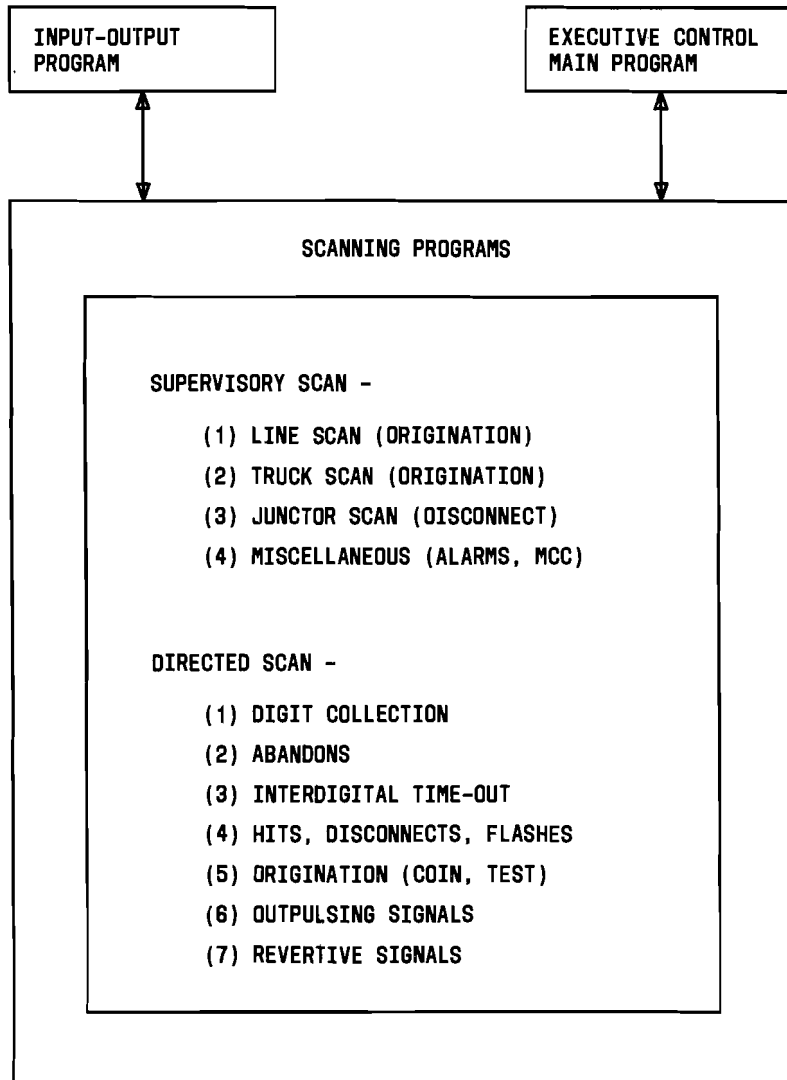 INPUT-OUTPUT
PROGRAM
EXECUTIVE CONTROL
MAIN PROGRAM
SCANNING PROGRAMS
SUPERVISORY SCAN -
(1) LINE SCAN (ORIGINATION)
(2) TRUCK SCAN (ORIGINATION)
(3) JUNCTOR SCAN (OISCONNECT)
(4) MISCELLANEOUS (ALARMS, MCC)
DIRECTED SCAN -
(1) DIGIT COLLECTION
(2) ABANDONS
(3) INTERDIGITAL TIME-OUT
(4) HITS, DISCONNECTS, FLASHES
(5) ORIGINATION (COIN, TEST)
(6) OUTPULSING SIGNALS
(7) REVERTIVE SIGNALS